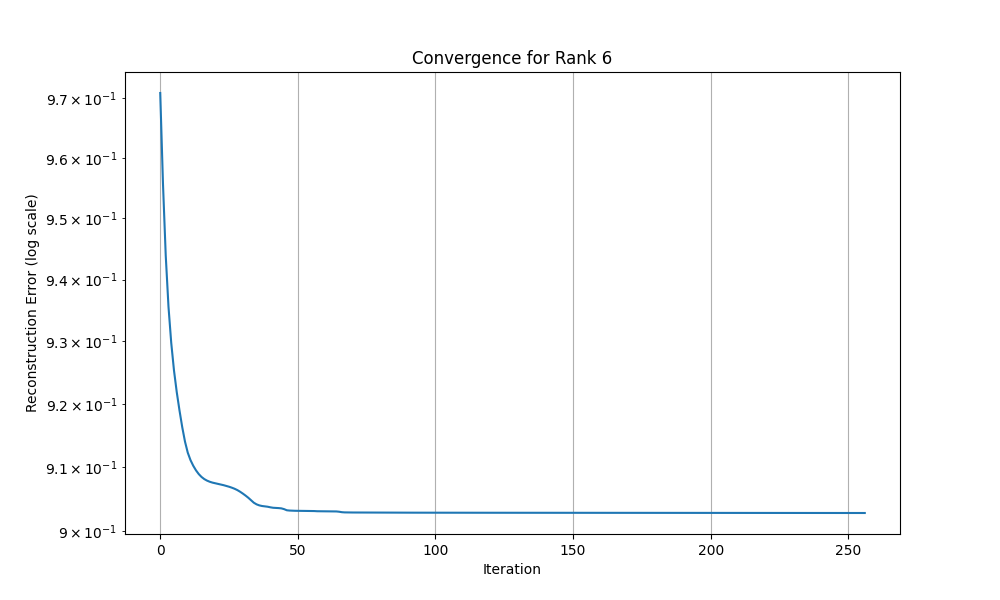 Convergence for Rank 6
Reconstruction Error (log scale)
9.7 × 10⁻¹
9.6 × 10⁻¹
9.5 × 10⁻¹
9.4 × 10⁻¹
9.3 × 10⁻¹
9.2 × 10⁻¹
9.1 × 10⁻¹
9 × 10⁻¹
0 50 100 150 200 250
Iteration